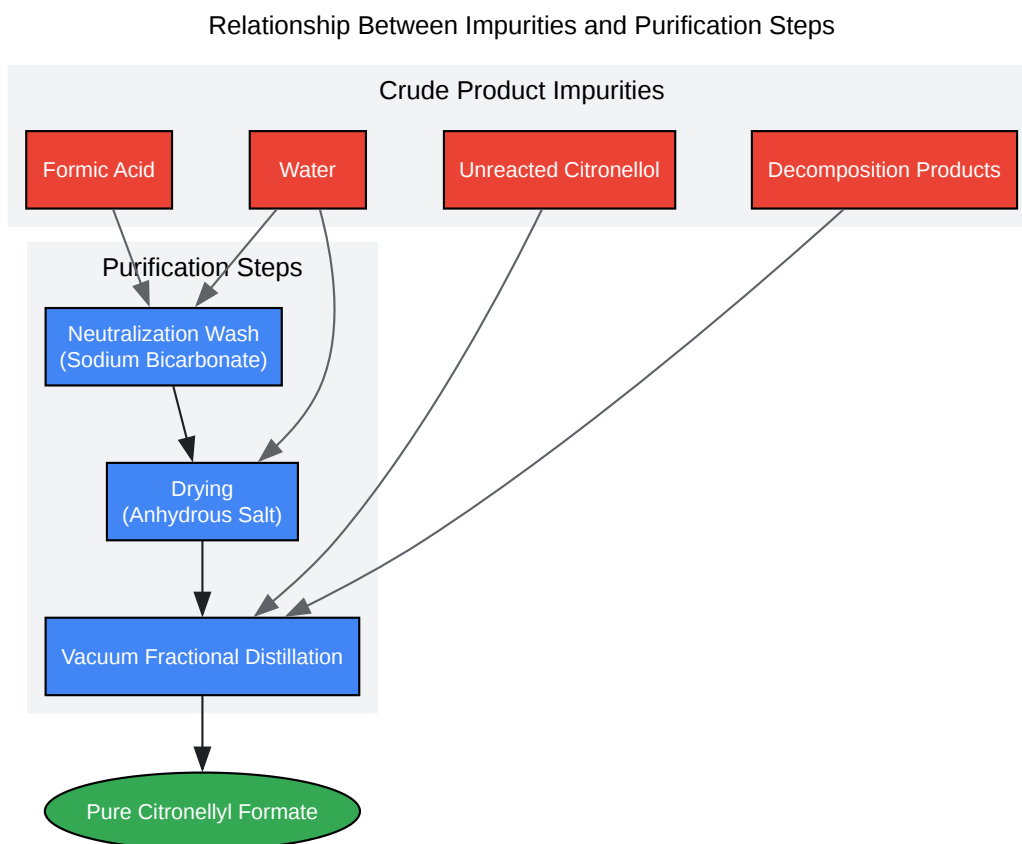 Relationship Between Impurities and Purification Steps
Crude Product Impurities
Formic Acid
Water
Unreacted Citronellol
Decomposition Products
Purification Steps
Neutralization Wash
(Sodium Bicarbonate)
Drying
(Anhydrous Salt)
Vacuum Fractional Distillation
Pure Citronellyl Formate